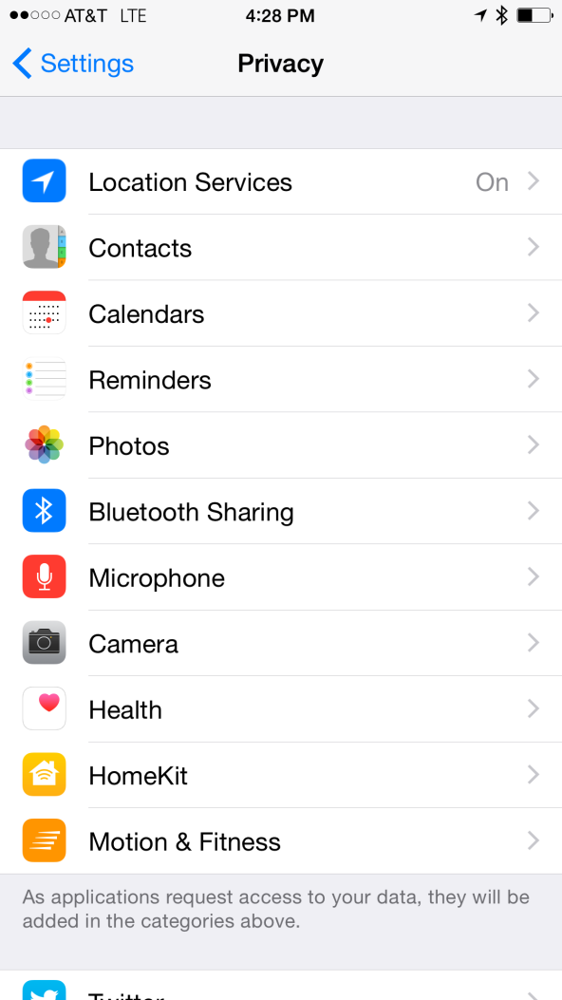 AT&T LTE 4:28 PM
Settings Privacy
Location Services On
Contacts
Calendars
Reminders
Photos
Bluetooth Sharing
Microphone
Camera
Health
HomeKit
Motion & Fitness
As applications request access to your data, they will be
added in the categories above.
Twitter